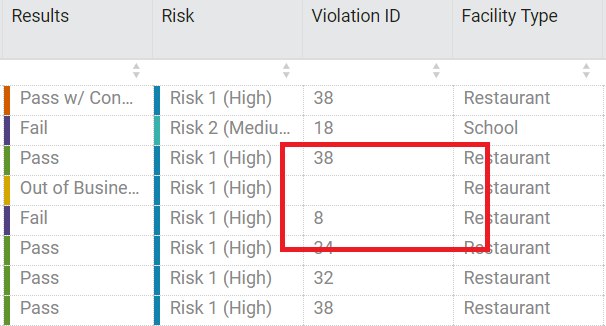 Results Risk Violation ID Facility Type
Pass w/ Con... Risk 1 (High) 38 Restaurant
Fail Risk 2 (Mediu... 18 School
Pass Risk 1 (High) 38 Restaurant
Out of Busine... Risk 1 (High) Restaurant
Fail Risk 1 (High) 8 Restaurant
Pass Risk 1 (High) 34 Restaurant
Pass Risk 1 (High) 32 Restaurant
Pass Risk 1 (High) 38 Restaurant